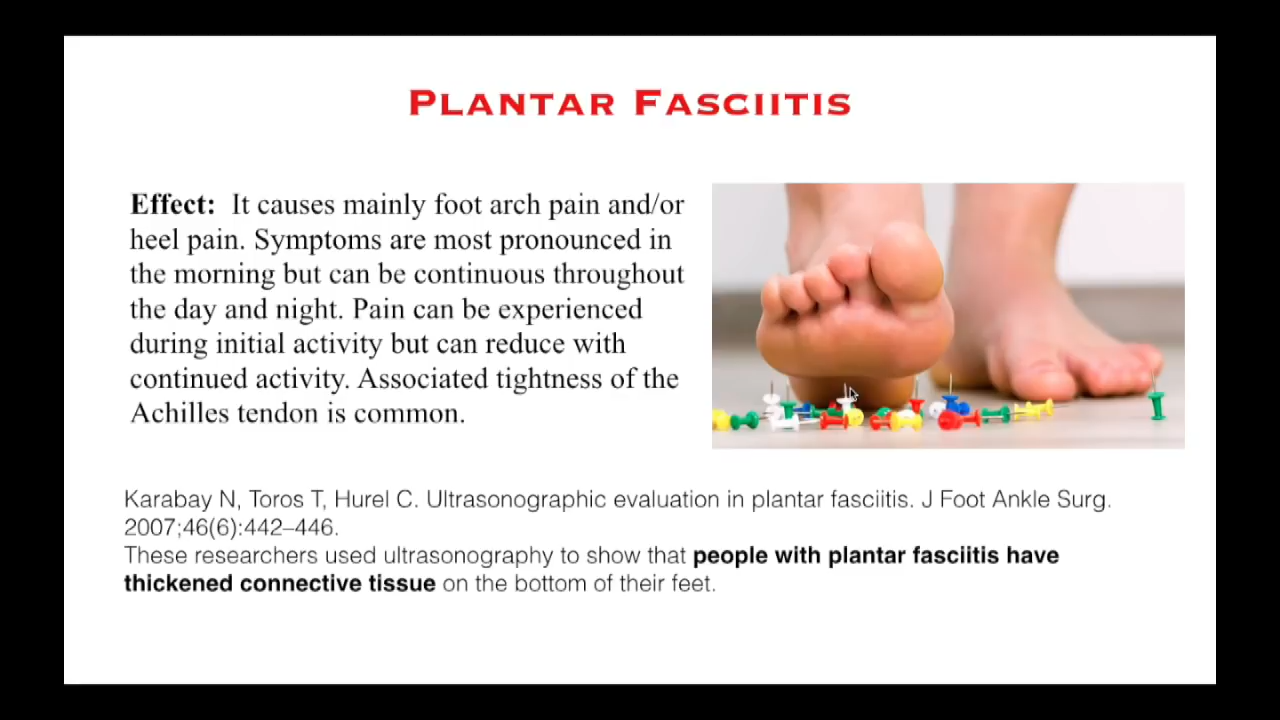 PLANTAR FASCIITIS
Effect: It causes mainly foot arch pain and/or
heel pain. Symptoms are most pronounced in
the morning but can be continuous throughout
the day and night. Pain can be experienced
during initial activity but can reduce with
continued activity. Associated tightness of the
Achilles tendon is common.
Karabay N, Toros T, Hurel C. Ultrasonographic evaluation in plantar fasciitis. J Foot Ankle Surg.
2007;46(6):442–446.
These researchers used ultrasonography to show that people with plantar fasciitis have
thickened connective tissue on the bottom of their feet.